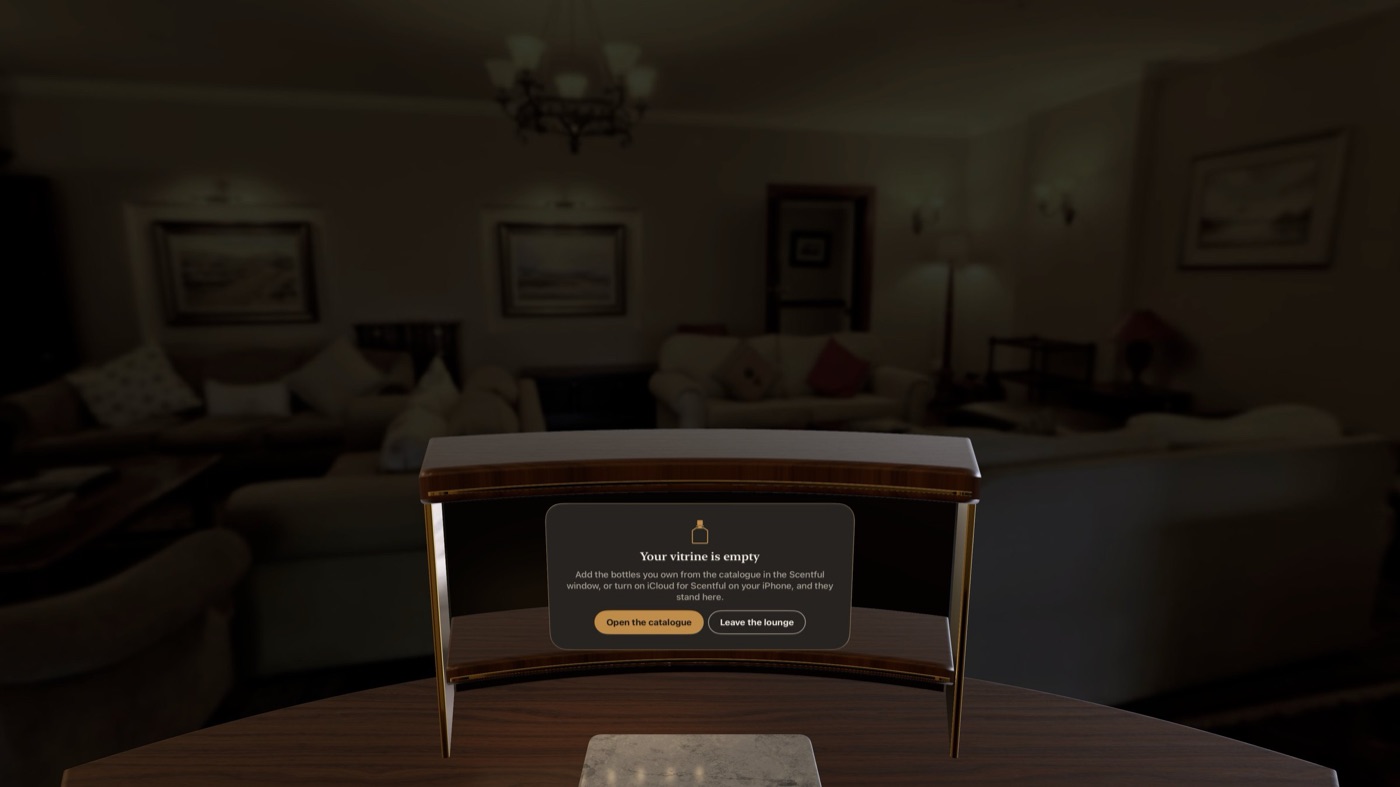 Your vitrine is empty
Add the bottles you own from the catalogue in the Scentful
window, or turn on iCloud for Scentful on your iPhone, and they
stand here.
Open the catalogue
Leave the lounge